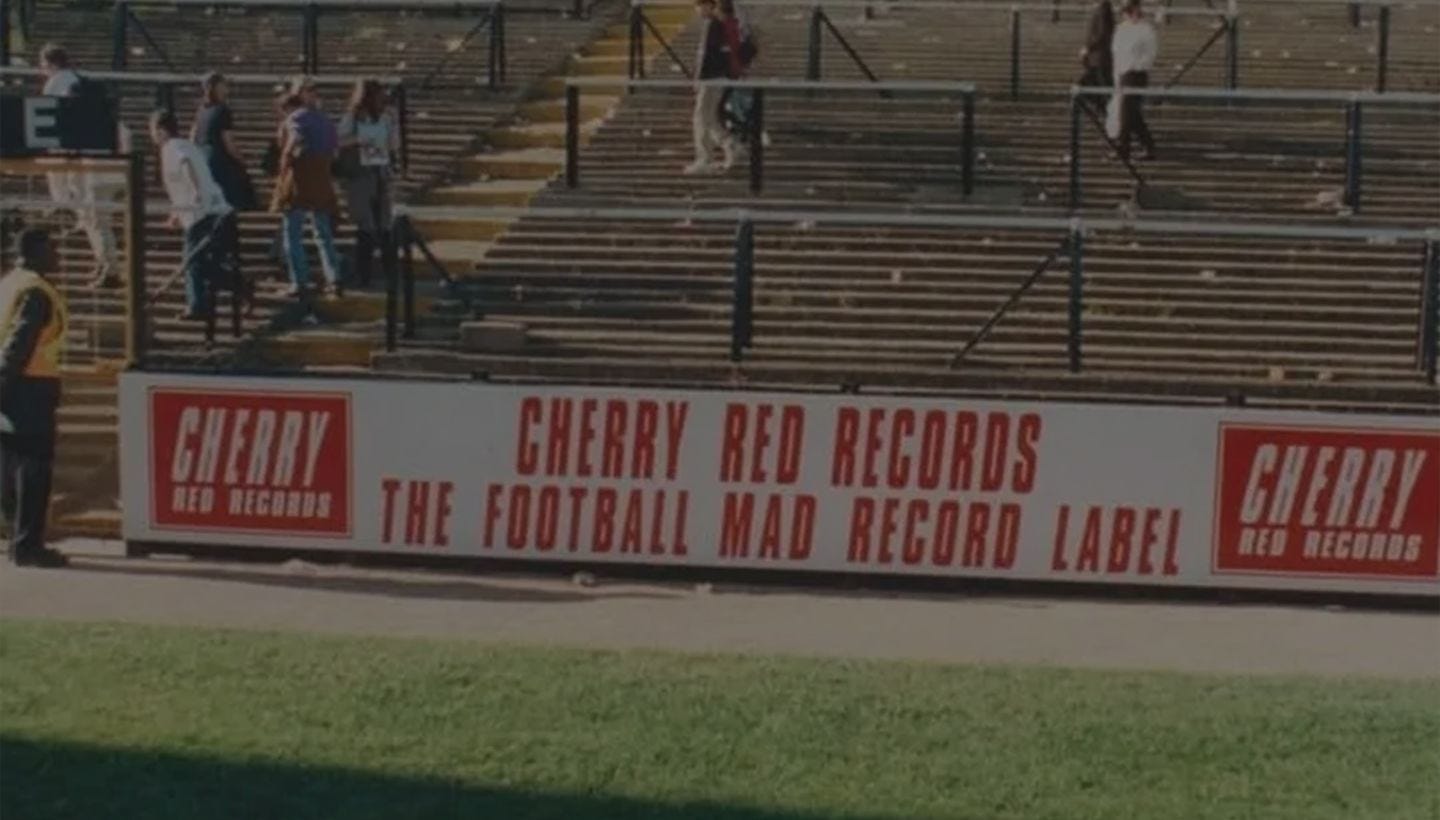 E
CHERRY
RED RECORDS
CHERRY RED RECORDS
THE FOOTBALL MAD RECORD LABEL
CHERRY
RED RECORDS